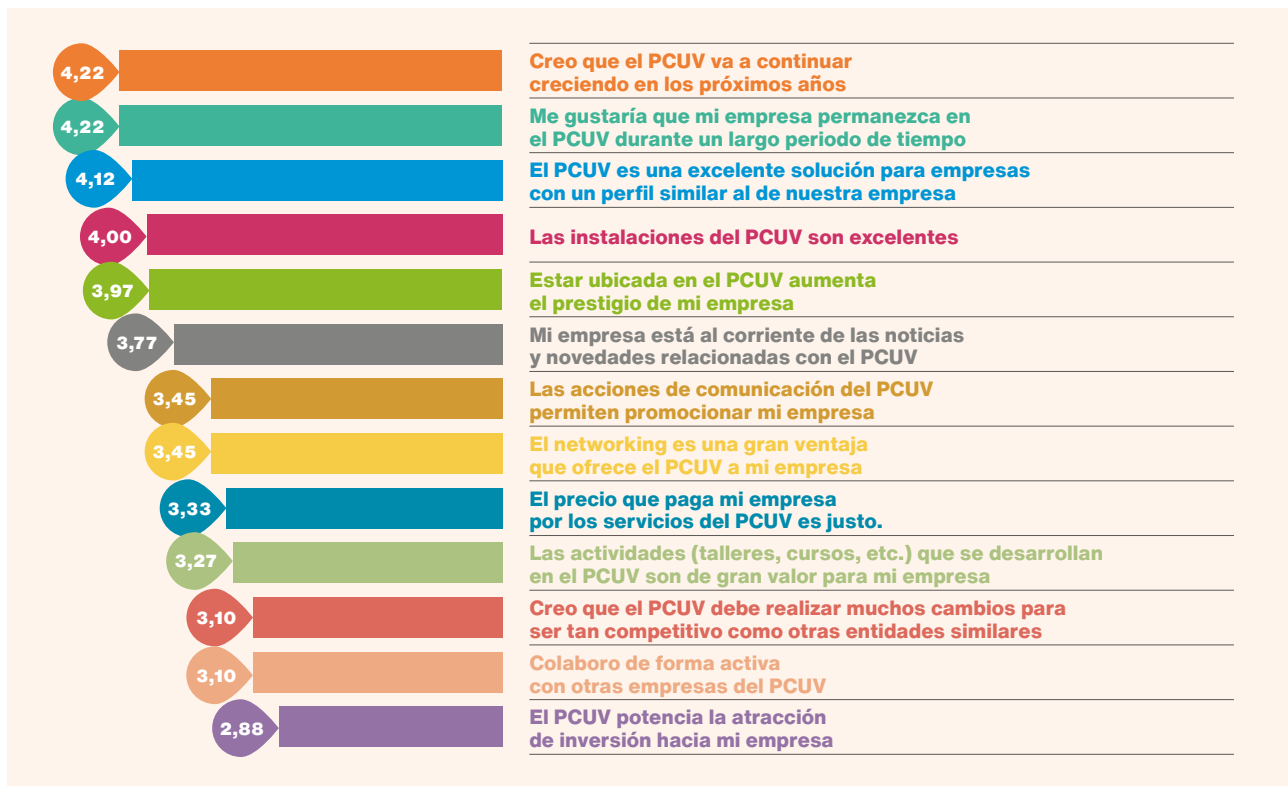 4,22
Creo que el PCUV va a continuar
creciendo en los próximos años
4,22
Me gustaría que mi empresa permanezca en
el PCUV durante un largo periodo de tiempo
4,12
El PCUV es una excelente solución para empresas
con un perfil similar al de nuestra empresa
4,00
Las instalaciones del PCUV son excelentes
3,97
Estar ubicada en el PCUV aumenta
el prestigio de mi empresa
3,77
Mi empresa está al corriente de las noticias
y novedades relacionadas con el PCUV
3,45
Las acciones de comunicación del PCUV
permiten promocionar mi empresa
3,45
El networking es una gran ventaja
que ofrece el PCUV a mi empresa
3,33
El precio que paga mi empresa
por los servicios del PCUV es justo.
3,27
Las actividades (talleres, cursos, etc.) que se desarrollan
en el PCUV son de gran valor para mi empresa
3,10
Creo que el PCUV debe realizar muchos cambios para
ser tan competitivo como otras entidades similares
3,10
Colaboro de forma activa
con otras empresas del PCUV
2,88
El PCUV potencia la atracción
de inversión hacia mi empresa